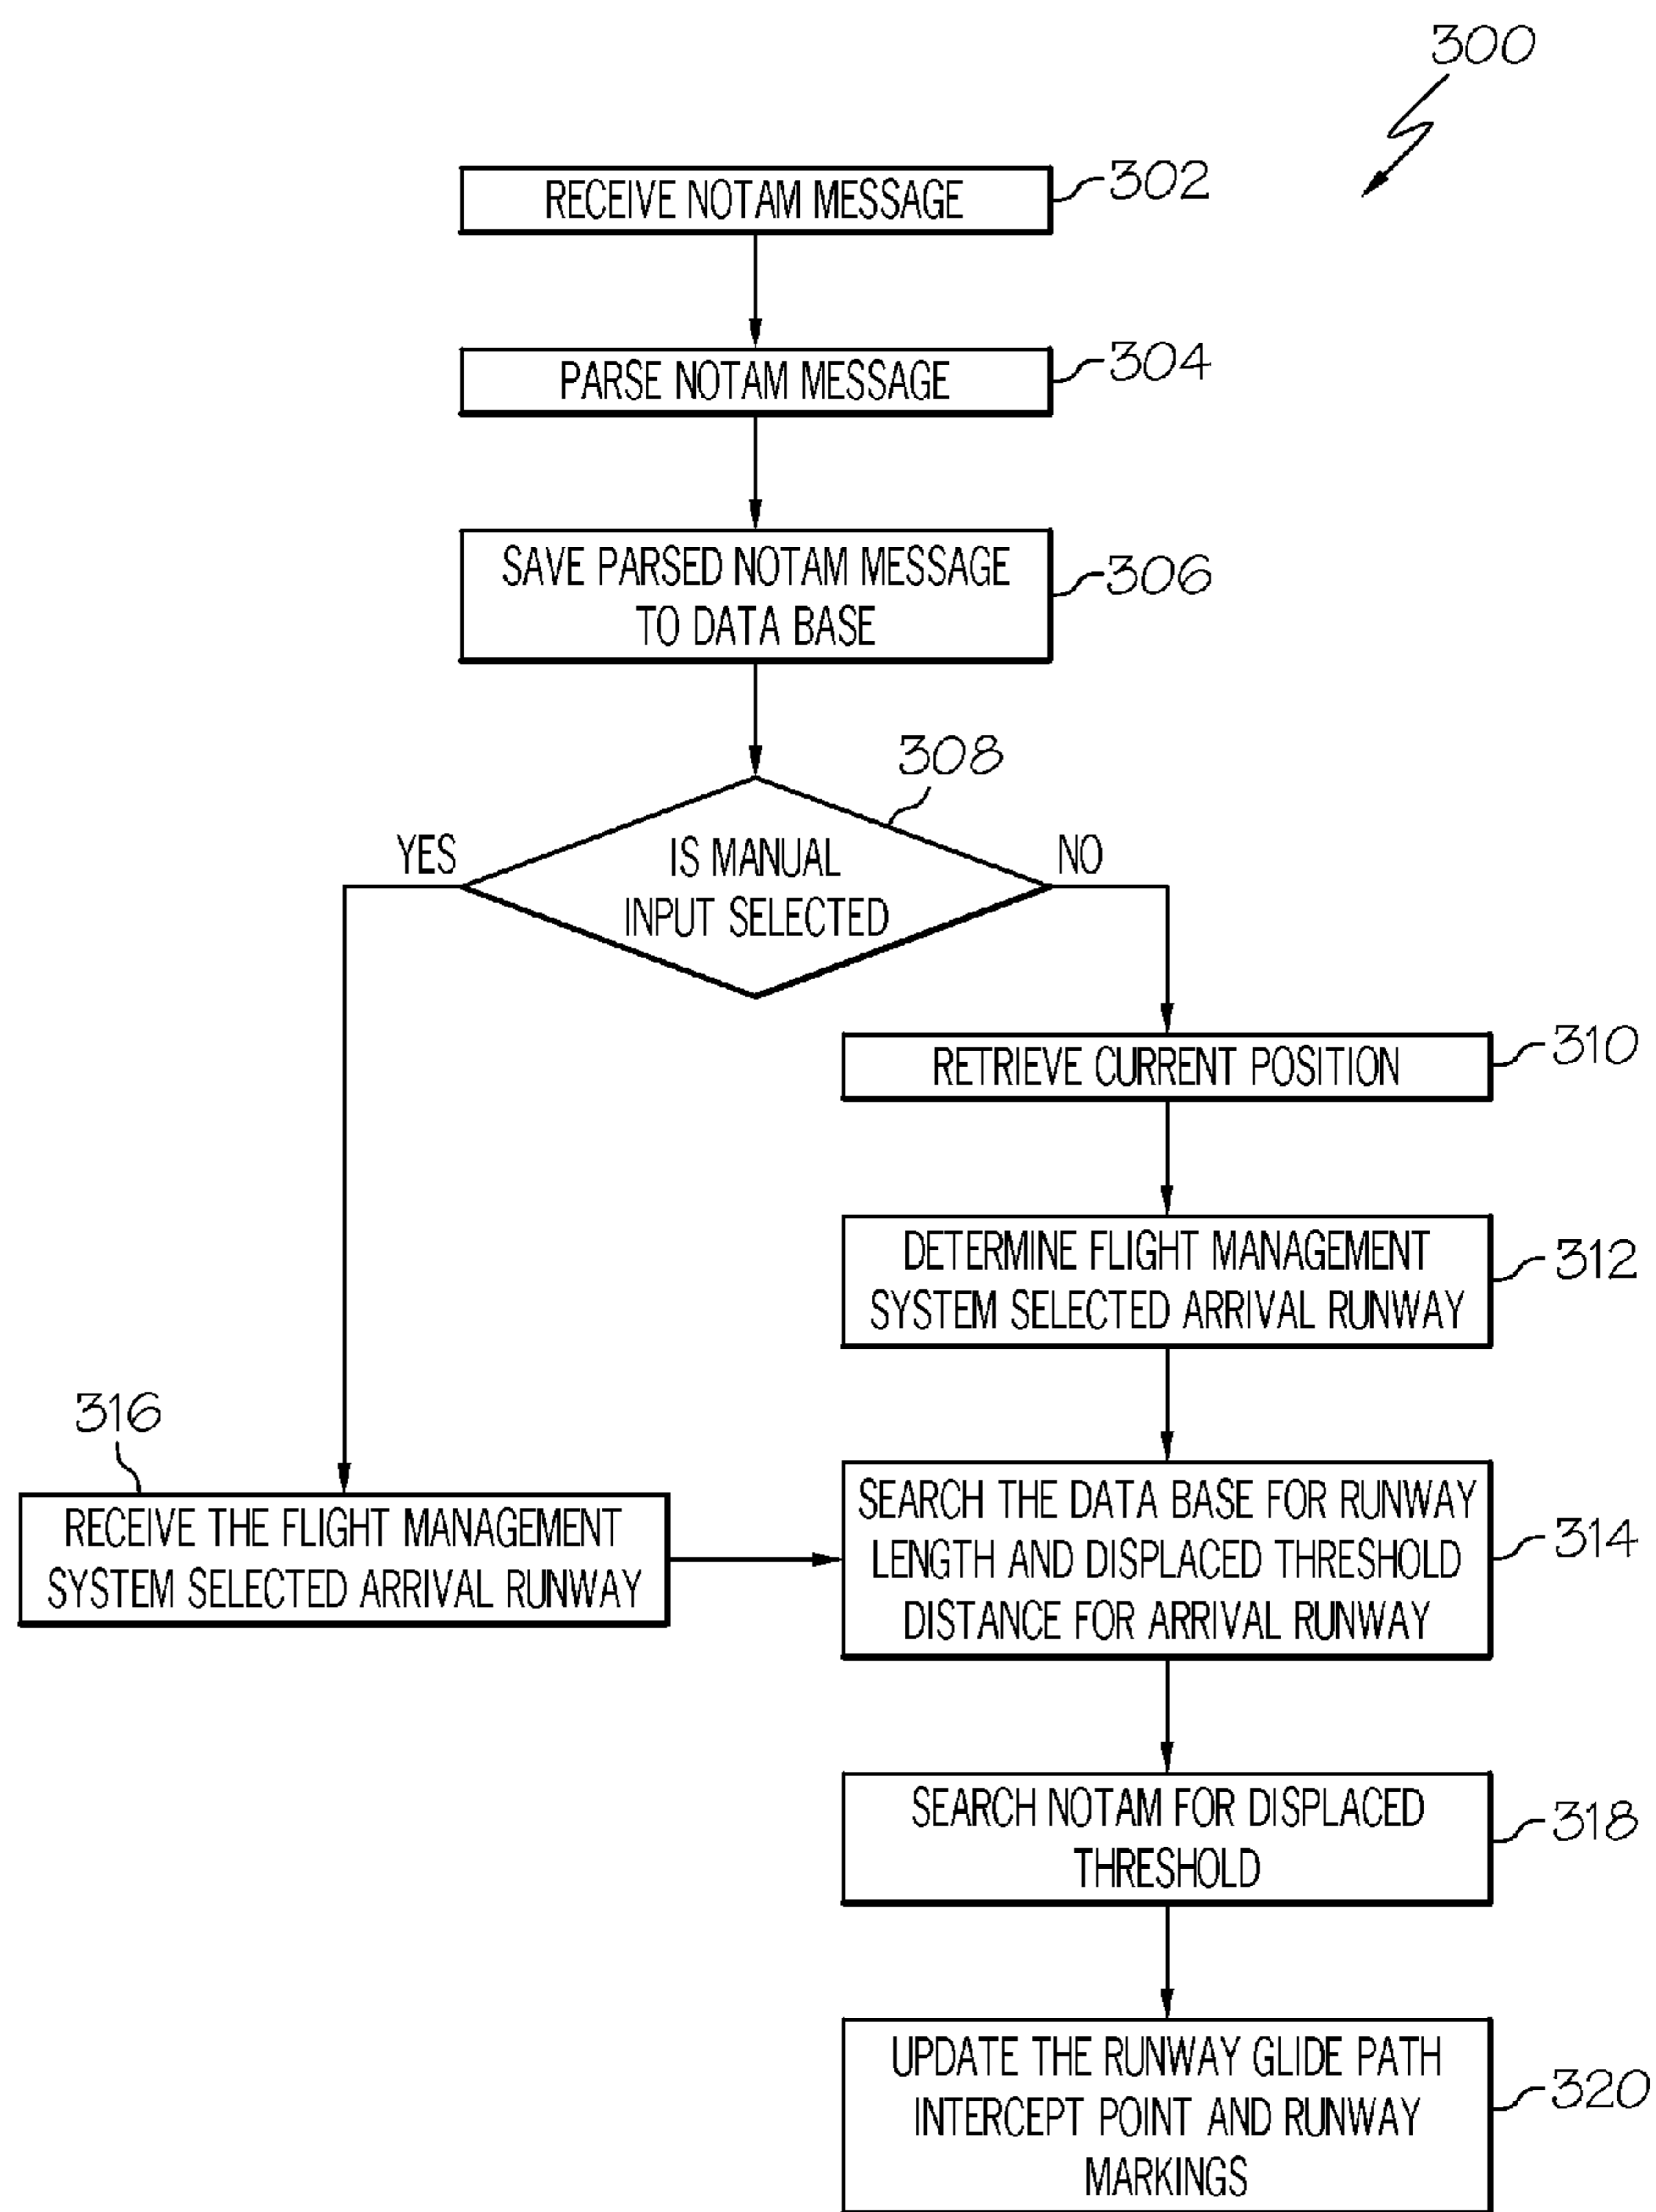 300
RECEIVE NOTAM MESSAGE
302
PARSE NOTAM MESSAGE
304
SAVE PARSED NOTAM MESSAGE
TO DATA BASE
306
308
YES
IS MANUAL
INPUT SELECTED
NO
RETRIEVE CURRENT POSITION
310
DETERMINE FLIGHT MANAGEMENT
SYSTEM SELECTED ARRIVAL RUNWAY
312
316
RECEIVE THE FLIGHT MANAGEMENT
SYSTEM SELECTED ARRIVAL RUNWAY
SEARCH THE DATA BASE FOR RUNWAY
LENGTH AND DISPLACED THRESHOLD
DISTANCE FOR ARRIVAL RUNWAY
314
SEARCH NOTAM FOR DISPLACED
THRESHOLD
318
UPDATE THE RUNWAY GLIDE PATH
INTERCEPT POINT AND RUNWAY
MARKINGS
320